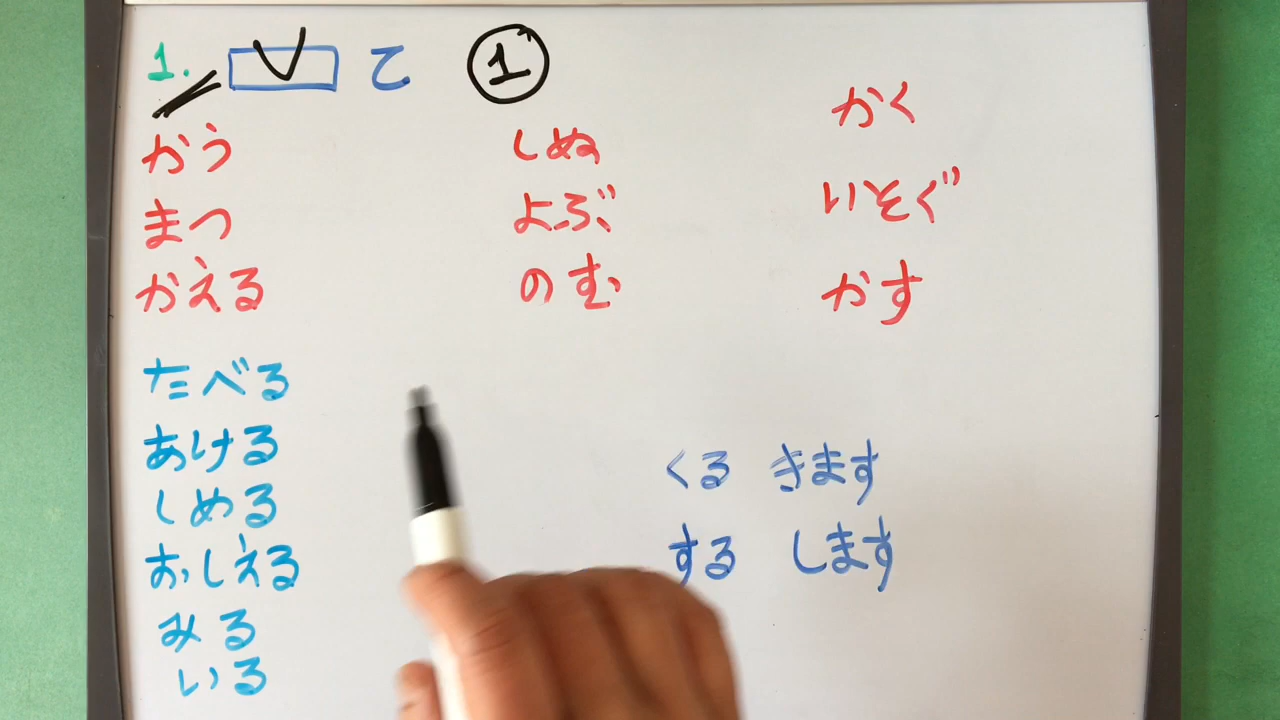 1. V て ①
かう
まつ
かえる
しぬ
よぶ
のむ
かく
いそぐ
かす
たべる
あける
しめる
おしえる
みる
いる
くる きます
する します